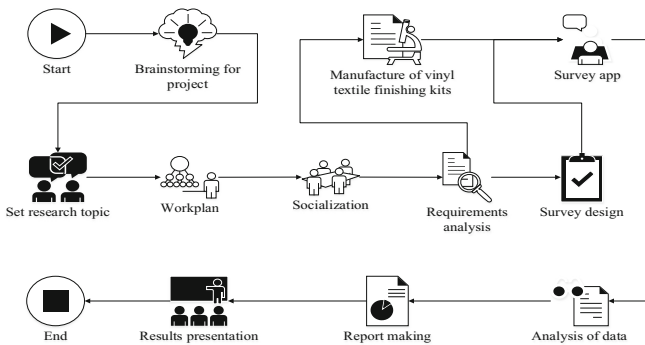 Start
Brainstorming for
project
Manufacture of vinyl
textile finishing kits
Survey app
Set research topic
Workplan
Socialization
Requirements
analysis
Survey design
End
Results presentation
Report making
Analysis of data